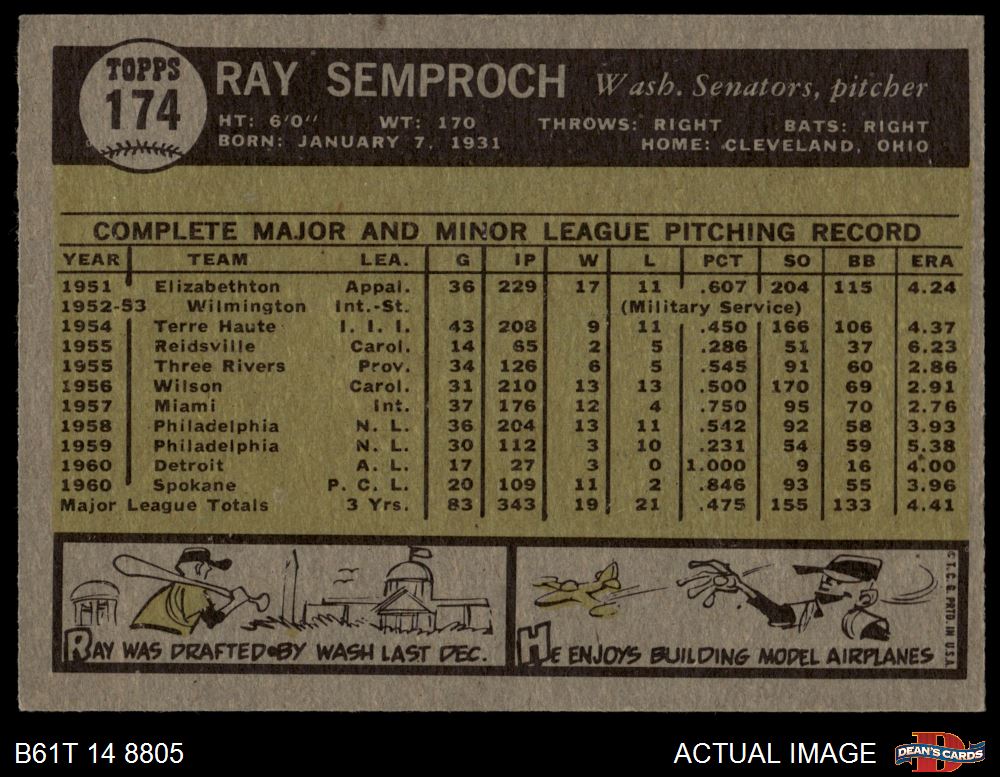 TOPPS
174
RAY SEMPROCH Wash. Senators, pitcher
HT: 6'0" WT: 170 THROWS: RIGHT BATS: RIGHT
BORN: JANUARY 7, 1931 HOME: CLEVELAND, OHIO
COMPLETE MAJOR AND MINOR LEAGUE PITCHING RECORD
YEAR TEAM LEA. G IP W L PCT SO BB ERA
1951 Elizabethton Appal. 36 229 17 11 .607 204 115 4.24
1952-53 Wilmington Int.-St. (Military Service)
1954 Terre Haute I. I. I. 43 208 9 11 .450 166 106 4.37
1955 Reidsville Carol. 14 65 2 5 .286 51 37 6.23
1955 Three Rivers Prov. 34 126 6 5 .545 91 60 2.86
1956 Wilson Carol. 31 210 13 13 .500 170 69 2.91
1957 Miami Int. 37 176 12 4 .750 95 70 2.76
1958 Philadelphia N. L. 36 204 13 11 .542 92 58 3.93
1959 Philadelphia N. L. 30 112 3 10 .231 54 59 5.38
1960 Detroit A. L. 17 27 3 0 1.000 9 16 4.00
1960 Spokane P. C. L. 20 109 11 2 .846 93 55 3.96
Major League Totals 3 Yrs. 83 343 19 21 .475 155 133 4.41
RAY WAS DRAFTED BY WASH LAST DEC.
HE ENJOYS BUILDING MODEL AIRPLANES
© T.C.G. PRTD. IN U.S.A.
B61T 14 8805 ACTUAL IMAGE
D
DEAN'S CARDS